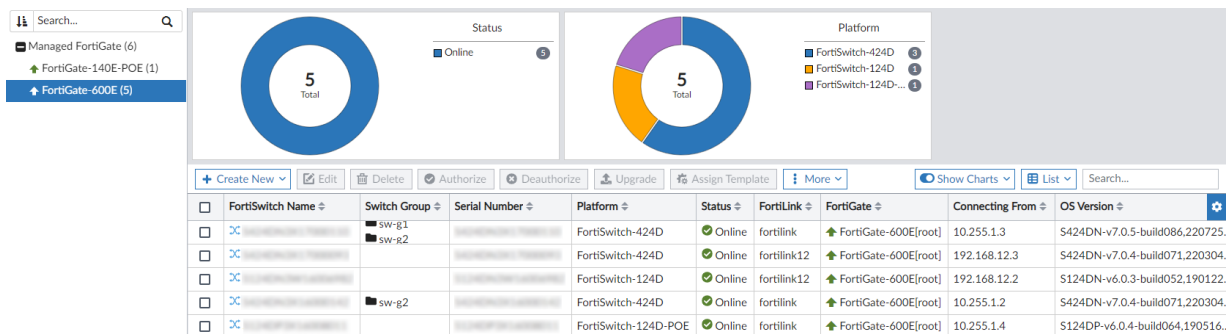 Search...
Managed FortiGate (6)
FortiGate-140E-POE (1)
FortiGate-600E (5)
Status
Online 5
5
Total
Platform
FortiSwitch-424D 3
FortiSwitch-124D 1
FortiSwitch-124D-... 1
5
Total
Create New Edit Delete Authorize Deauthorize Upgrade Assign Template More Show Charts List Search...
FortiSwitch Name Switch Group Serial Number Platform Status FortiLink FortiGate Connecting From OS Version
sw-g1
sw-g2
FortiSwitch-424D Online fortilink FortiGate-600E[root] 10.255.1.3 S424DN-v7.0.5-build086,220725.
FortiSwitch-424D Online fortilink12 FortiGate-600E[root] 192.168.12.3 S424DN-v7.0.4-build071,220304.
FortiSwitch-124D Online fortilink12 FortiGate-600E[root] 192.168.12.2 S124DN-v6.0.3-build052,190122.
sw-g2 FortiSwitch-424D Online fortilink FortiGate-600E[root] 10.255.1.2 S424DN-v7.0.4-build071,220304.
FortiSwitch-124D-POE Online fortilink FortiGate-600E[root] 10.255.1.4 S124DP-v6.0.4-build064,190516.